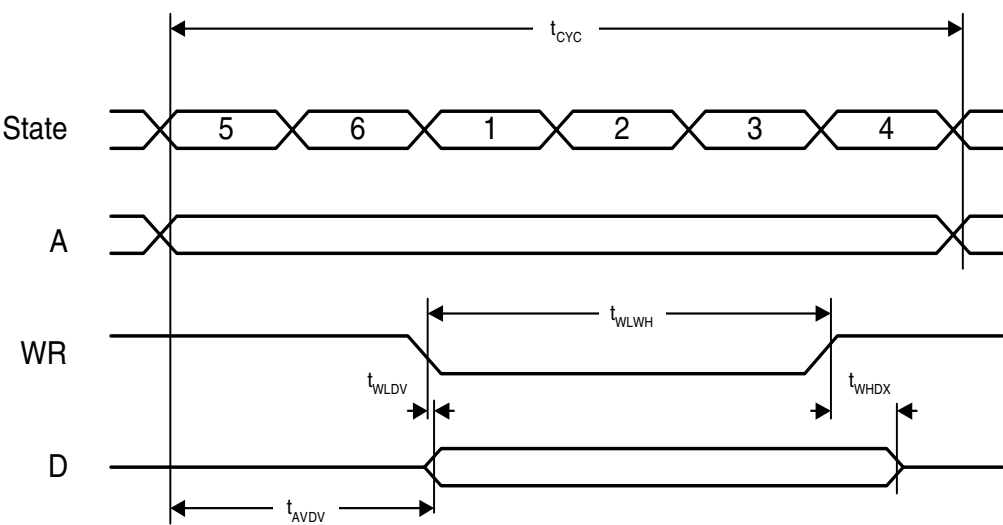 tCYC
State 5 6 1 2 3 4
A
tWLWH
WR
tWLDV tWHDX
D
tAVDV